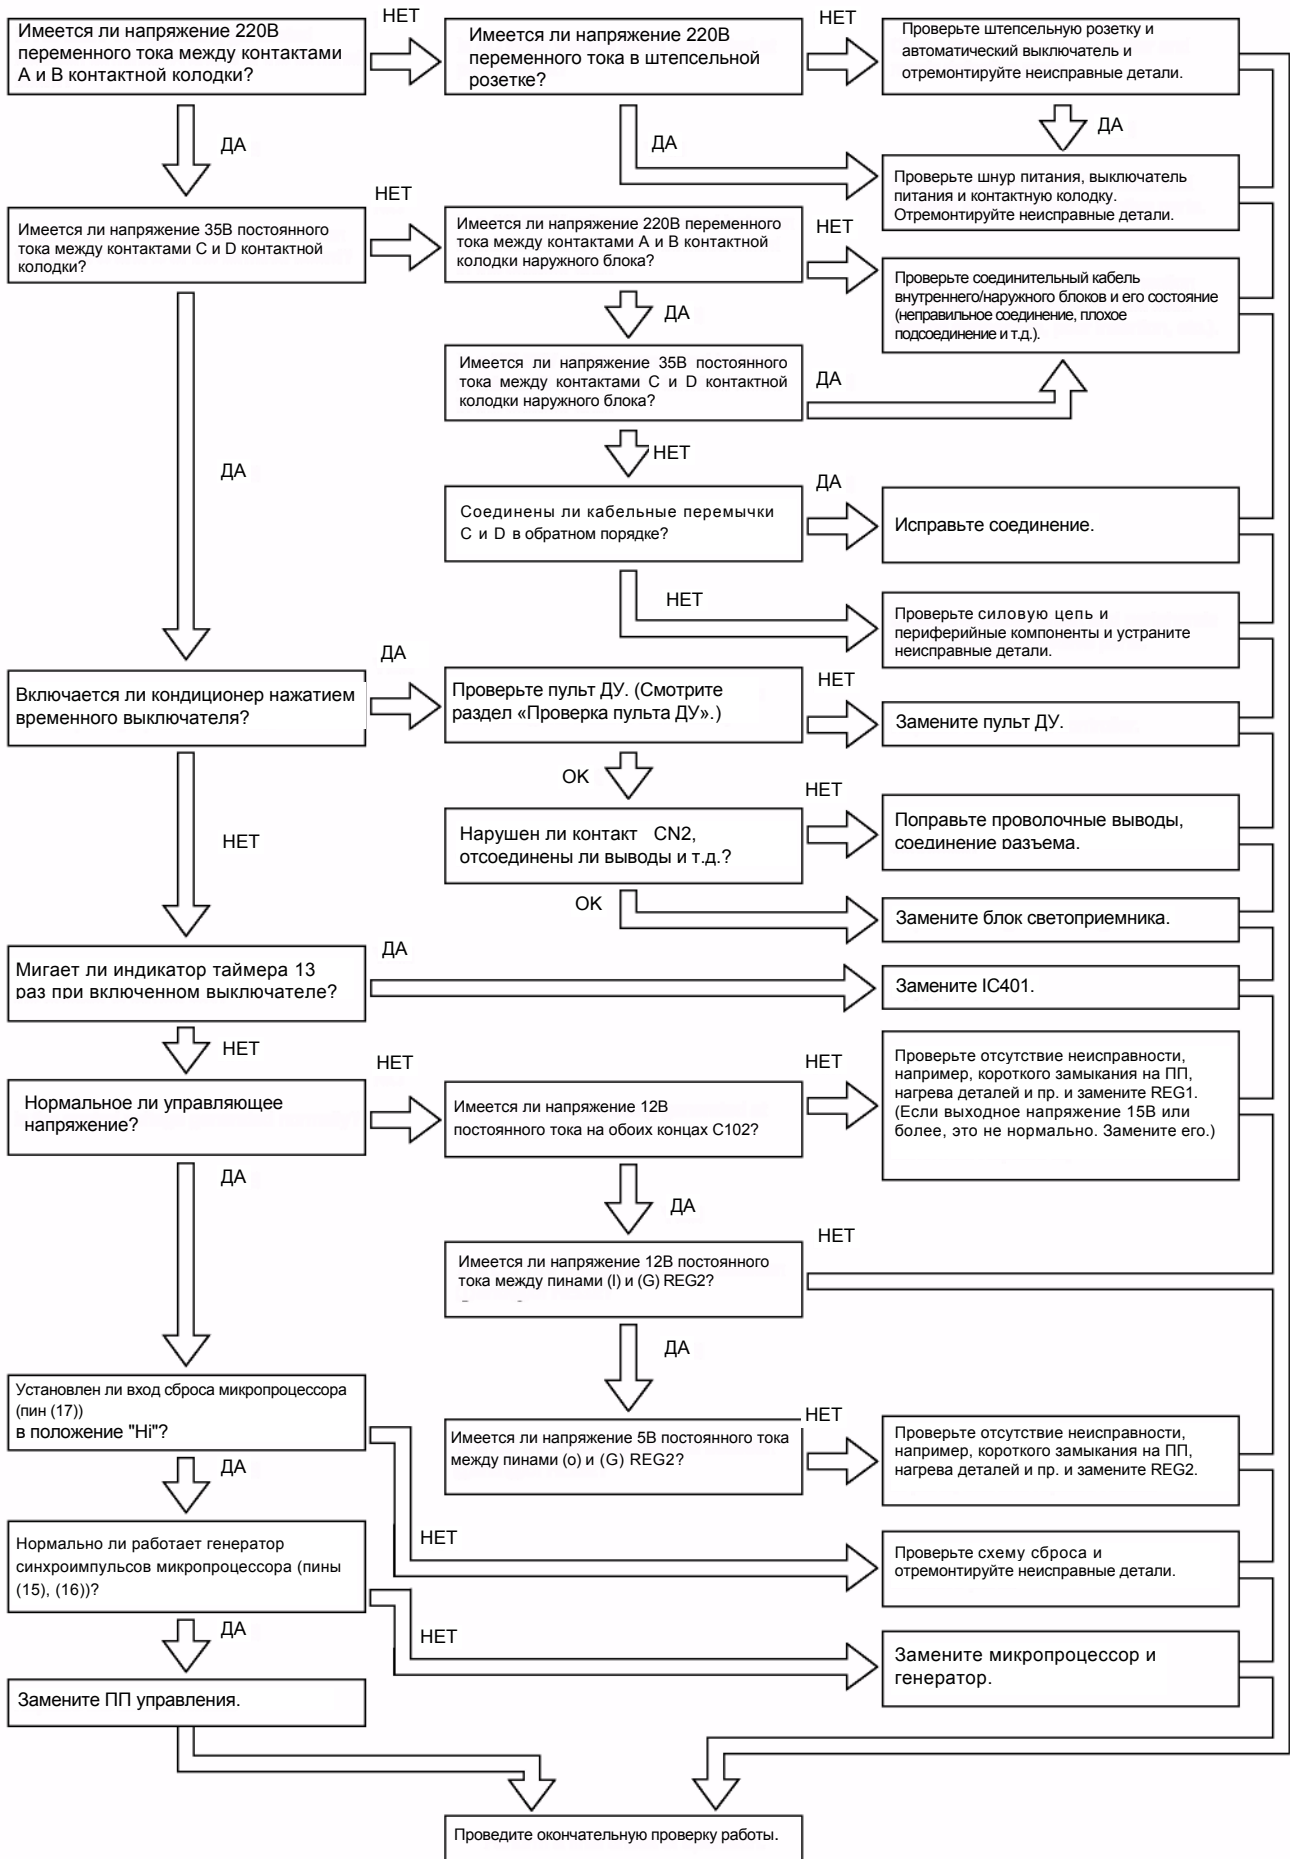 Имеется ли напряжение 220В
переменного тока между контактами
А и В контактной колодки?
НЕТ
Имеется ли напряжение 220В
переменного тока в штепсельной
розетке?
НЕТ
Проверьте штепсельную розетку и
автоматический выключатель и
отремонтируйте неисправные детали.
ДА
ДА
ДА
Проверьте шнур питания, выключатель
питания и контактную колодку.
Отремонтируйте неисправные детали.
Имеется ли напряжение 35В постоянного
тока между контактами C и D контактной
колодки?
НЕТ
Имеется ли напряжение 220В переменного
тока между контактами А и В контактной
колодки наружного блока?
НЕТ
Проверьте соединительный кабель
внутреннего/наружного блоков и его состояние
(неправильное соединение, плохое
подсоединение и т.д.).
ДА
Имеется ли напряжение 35В постоянного
тока между контактами C и D контактной
колодки наружного блока?
ДА
ДА
НЕТ
Соединены ли кабельные перемычки
C и D в обратном порядке?
ДА
Исправьте соединение.
НЕТ
Проверьте силовую цепь и
периферийные компоненты и устраните
неисправные детали.
Включается ли кондиционер нажатием
временного выключателя?
ДА
Проверьте пульт ДУ. (Смотрите
раздел «Проверка пульта ДУ».)
НЕТ
Замените пульт ДУ.
OK
НЕТ
Нарушен ли контакт CN2,
отсоединены ли выводы и т.д.?
НЕТ
Поправьте проволочные выводы,
соединение разъема.
OK
Замените блок светоприемника.
Мигает ли индикатор таймера 13
раз при включенном выключателе?
ДА
Замените IC401.
НЕТ
Нормальное ли управляющее
напряжение?
НЕТ
Имеется ли напряжение 12В
постоянного тока на обоих концах С102?
НЕТ
Проверьте отсутствие неисправности,
например, короткого замыкания на ПП,
нагрева деталей и пр. и замените REG1.
(Если выходное напряжение 15В или
более, это не нормально. Замените его.)
ДА
ДА
Имеется ли напряжение 12В постоянного
тока между пинами (I) и (G) REG2?
НЕТ
ДА
Установлен ли вход сброса микропроцессора
(пин (17))
в положение "Hi"?
Имеется ли напряжение 5В постоянного тока
между пинами (o) и (G) REG2?
НЕТ
Проверьте отсутствие неисправности,
например, короткого замыкания на ПП,
нагрева деталей и пр. и замените REG2.
ДА
НЕТ
Проверьте схему сброса и
отремонтируйте неисправные детали.
Нормально ли работает генератор
синхроимпульсов микропроцессора (пины
(15), (16))?
ДА
НЕТ
Замените микропроцессор и
генератор.
Замените ПП управления.
Проведите окончательную проверку работы.